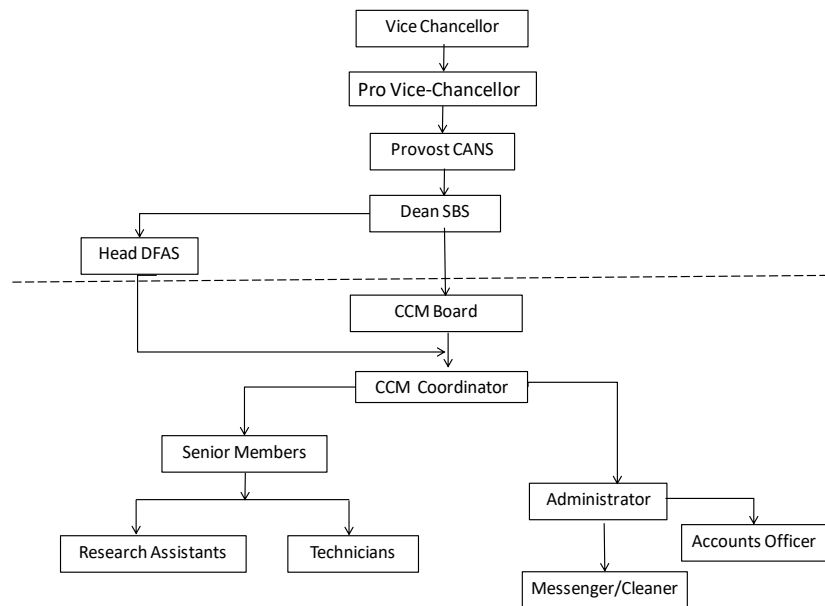 Vice Chancellor
Pro Vice-Chancellor
Provost CANS
Dean SBS
Head DFAS
CCM Board
CCM Coordinator
Senior Members
Administrator
Research Assistants
Technicians
Accounts Officer
Messenger/Cleaner